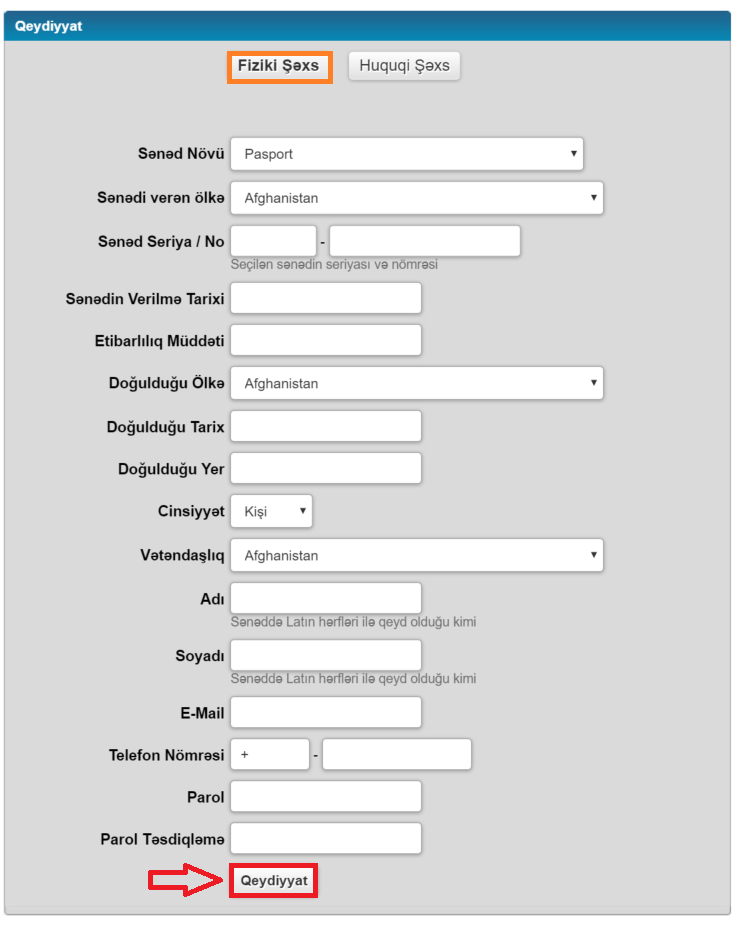 Qeydiyyat
Fiziki Şəxs Huquqi Şəxs
Sənəd Növü Pasport
Sənədi verən ölkə Afghanistan
Sənəd Seriya / No -
Seçilən sənədin seriyası və nömrəsi
Sənədin Verilmə Tarixi
Etibarlılıq Müddəti
Doğulduğu Ölkə Afghanistan
Doğulduğu Tarix
Doğulduğu Yer
Cinsiyyət Kişi
Vətəndaşlıq Afghanistan
Adı
Sənəddə Latın hərfləri ilə qeyd olduğu kimi
Soyadı
Sənəddə Latın hərfləri ilə qeyd olduğu kimi
E-Mail
Telefon Nömrəsi + -
Parol
Parol Təsdiqləmə
Qeydiyyat